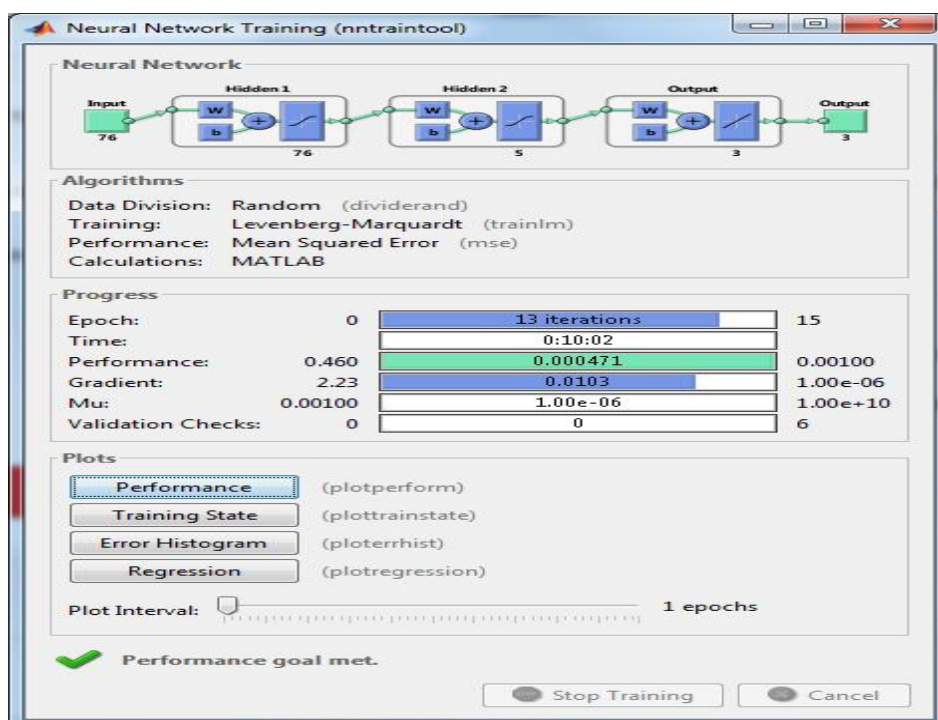 Neural Network Training (nntraintool)
Neural Network
Hidden 1 Hidden 2 Output
Input Output
W W W
b b b
+ + +
76 76 5 3 3
Algorithms
Data Division: Random (dividerand)
Training: Levenberg-Marquardt (trainlm)
Performance: Mean Squared Error (mse)
Calculations: MATLAB
Progress
Epoch: 0 13 iterations 15
Time: 0:10:02
Performance: 0.460 0.000471 0.00100
Gradient: 2.23 0.0103 1.00e-06
Mu: 0.00100 1.00e-06 1.00e+10
Validation Checks: 0 0 6
Plots
Performance (plotperform)
Training State (plottrainstate)
Error Histogram (ploterrhist)
Regression (plotregression)
Plot Interval: 1 epochs
Performance goal met.
Stop Training Cancel